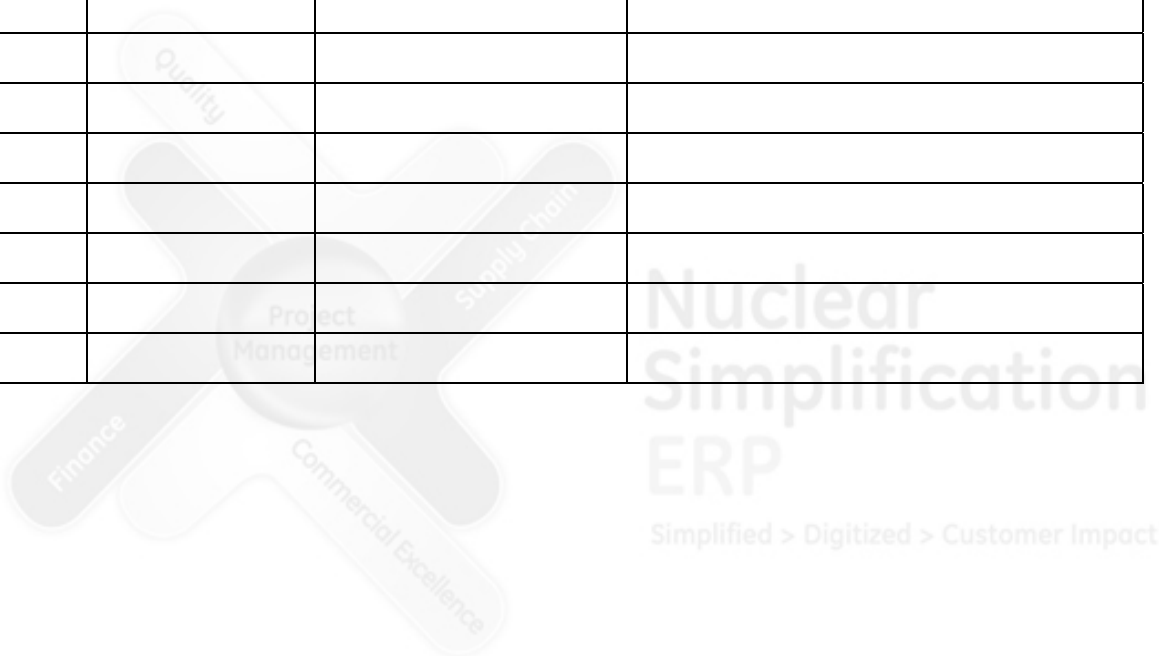 Quality
Supply Chain
Project
Management
Finance
Commercial Excellence
Nuclear
Simplification
ERP
Simplified > Digitized > Customer Impact